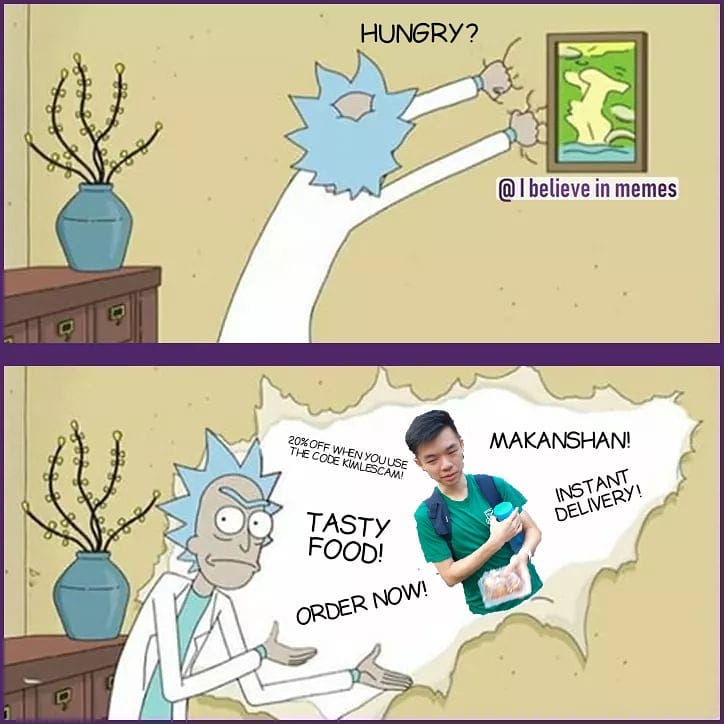 HUNGRY?
@ I believe in memes
20% OFF WHEN YOU USE
THE CODE KIMLESCAM!
MAKANSHAN!
INSTANT
DELIVERY!
TASTY
FOOD!
ORDER NOW!